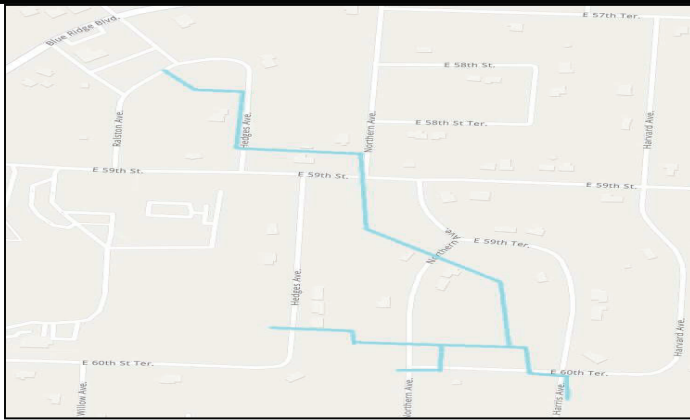 E 57th Ter.
Blue Ridge Blvd.
E 58th St.
Ralston Ave.
Hedges Ave.
Northern Ave.
E 58th St Ter.
Harvard Ave.
E 59th St.
E 59th St.
E 59th St.
Northern Ave.
E 59th Ter.
Hedges Ave.
Harvard Ave.
E 60th St Ter.
E 60th Ter.
Willow Ave.
Northern Ave.
Harris Ave.